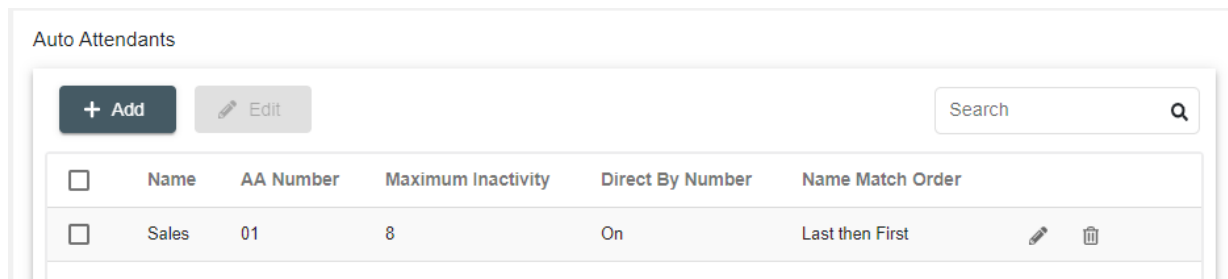 Auto Attendants
+ Add Edit Search
Name AA Number Maximum Inactivity Direct By Number Name Match Order
Sales 01 8 On Last then First